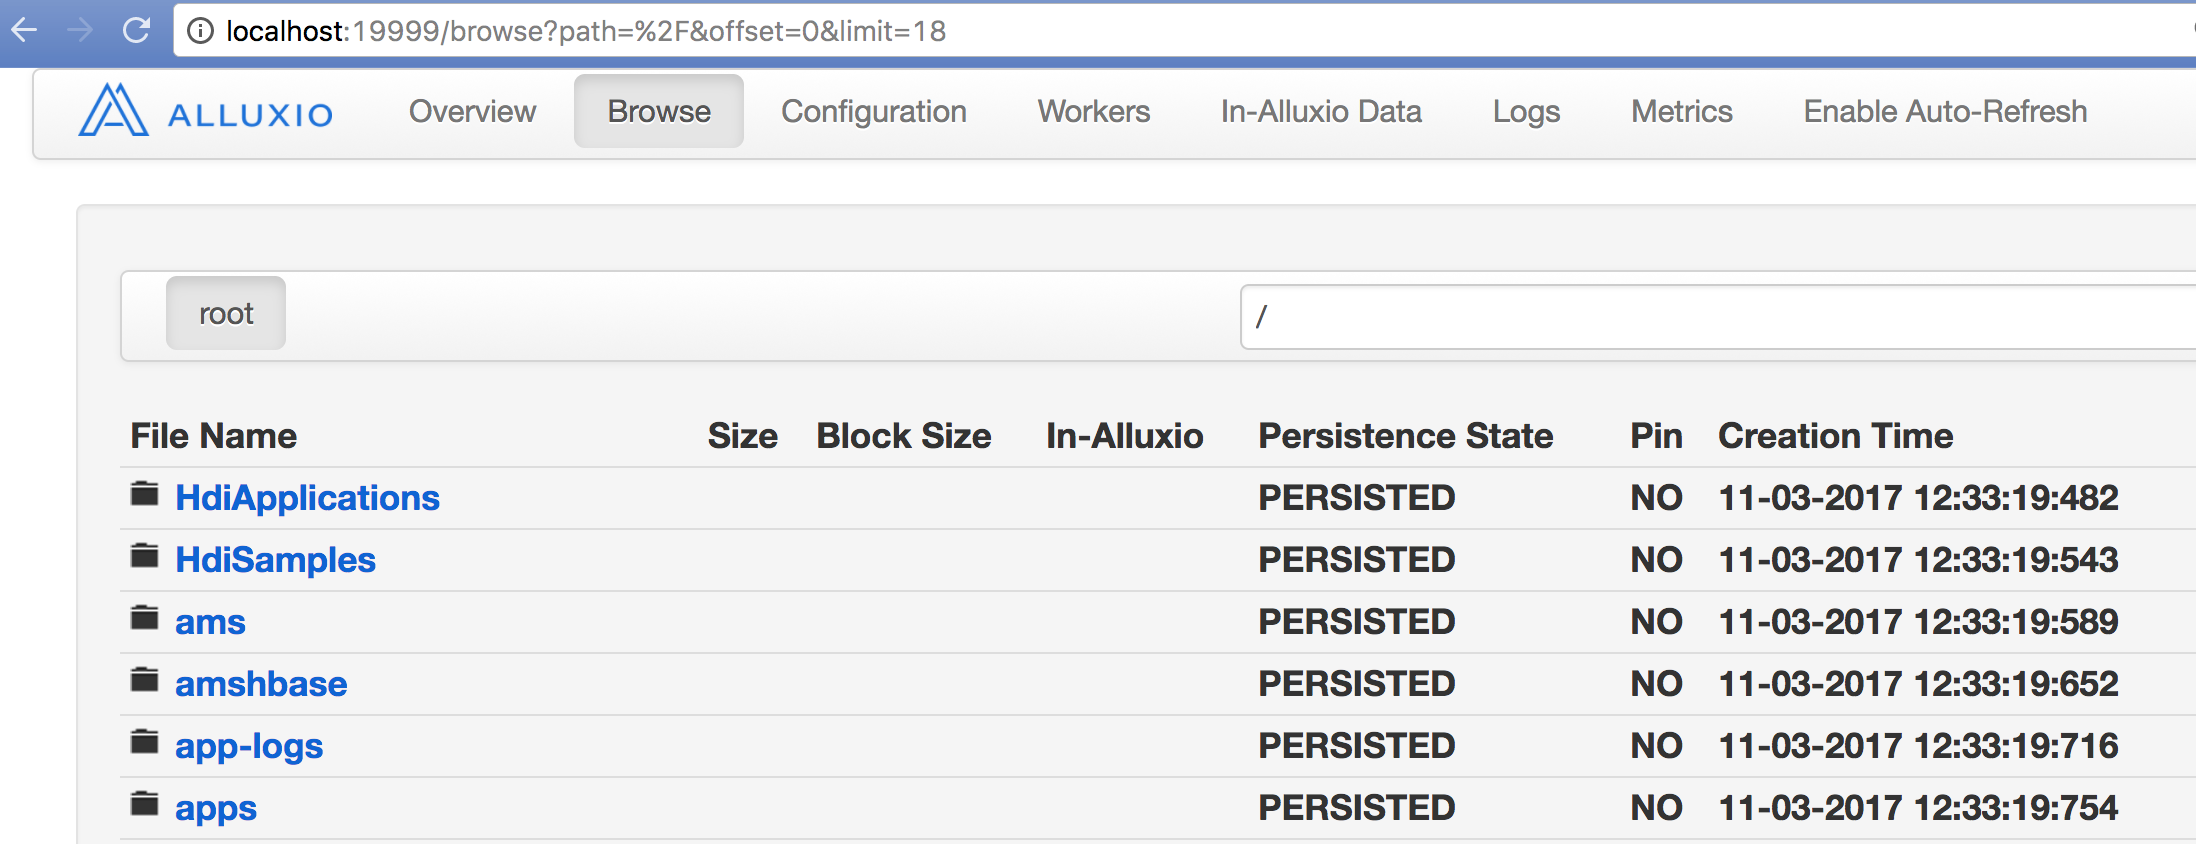 localhost:19999/browse?path=%2F&offset=0&limit=18
ALLUXIO Overview Browse Configuration Workers In-Alluxio Data Logs Metrics Enable Auto-Refresh
root /
File Name Size Block Size In-Alluxio Persistence State Pin Creation Time
HdiApplications PERSISTED NO 11-03-2017 12:33:19:482
HdiSamples PERSISTED NO 11-03-2017 12:33:19:543
ams PERSISTED NO 11-03-2017 12:33:19:589
amshbase PERSISTED NO 11-03-2017 12:33:19:652
app-logs PERSISTED NO 11-03-2017 12:33:19:716
apps PERSISTED NO 11-03-2017 12:33:19:754